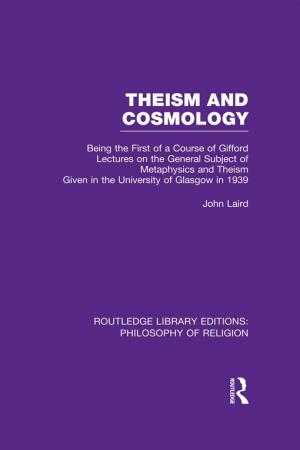 THEISM AND
COSMOLOGY
Being the First of a Course of Gifford
Lectures on the General Subject of
Metaphysics and Theism
Given in the University of Glasgow in 1939
John Laird
ROUTLEDGE LIBRARY EDITIONS:
PHILOSOPHY OF RELIGION
ROUTLEDGE